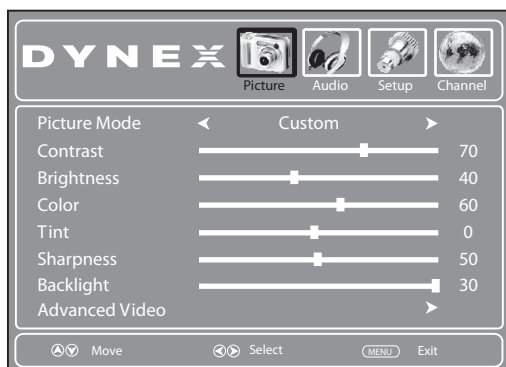 DYNEX
Picture Audio Setup Channel
Picture Mode Custom
Contrast 70
Brightness 40
Color 60
Tint 0
Sharpness 50
Backlight 30
Advanced Video
Move Select MENU Exit